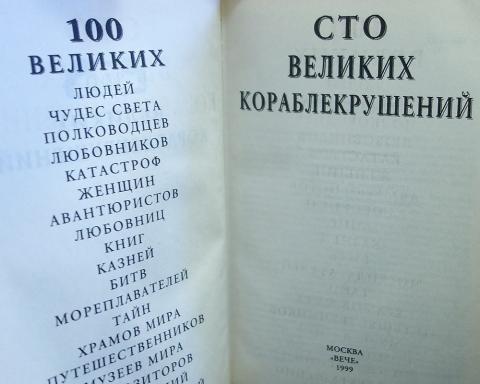 100
ВЕЛИКИХ
ЛЮДЕЙ
ЧУДЕС СВЕТА
ПОЛКОВОДЦЕВ
ЛЮБОВНИКОВ
КАТАСТРОФ
ЖЕНЩИН
АВАНТЮРИСТОВ
ЛЮБОВНИЦ
КНИГ
КАЗНЕЙ
БИТВ
МОРЕПЛАВАТЕЛЕЙ
ТАЙН
ХРАМОВ МИРА
ПУТЕШЕСТВЕННИКОВ
МУЗЕЕВ МИРА
СТО
ВЕЛИКИХ
КОРАБЛЕКРУШЕНИЙ
МОСКВА
«ВЕЧЕ»
1999